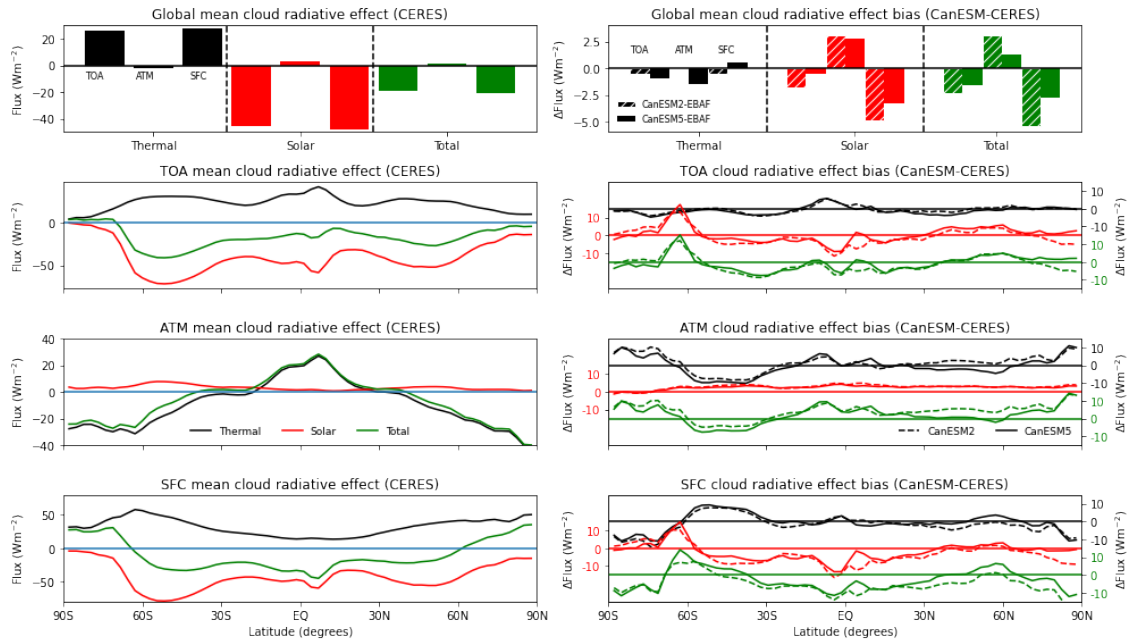 Global mean cloud radiative effect (CERES)
Flux (Wm⁻²)
20
0
−20
−40
TOA
ATM
SFC
Thermal
Solar
Total
Global mean cloud radiative effect bias (CanESM-CERES)
ΔFlux (Wm⁻²)
2.5
0.0
−2.5
−5.0
TOA
ATM
SFC
CanESM2-EBAF
CanESM5-EBAF
Thermal
Solar
Total
TOA mean cloud radiative effect (CERES)
Flux (Wm⁻²)
0
−50
TOA cloud radiative effect bias (CanESM-CERES)
ΔFlux (Wm⁻²)
10
0
-10
10
0
10
0
-10
ΔFlux (Wm⁻²)
ATM mean cloud radiative effect (CERES)
Flux (Wm⁻²)
40
20
0
−20
−40
Thermal
Solar
Total
ATM cloud radiative effect bias (CanESM-CERES)
ΔFlux (Wm⁻²)
10
0
-10
10
0
-10
10
0
-10
CanESM2
CanESM5
ΔFlux (Wm⁻²)
SFC mean cloud radiative effect (CERES)
Flux (Wm⁻²)
50
0
−50
90S
60S
30S
EQ
30N
60N
90N
Latitude (degrees)
SFC cloud radiative effect bias (CanESM-CERES)
ΔFlux (Wm⁻²)
10
0
-10
10
0
10
0
-10
ΔFlux (Wm⁻²)
90S
60S
30S
EQ
30N
60N
90N
Latitude (degrees)